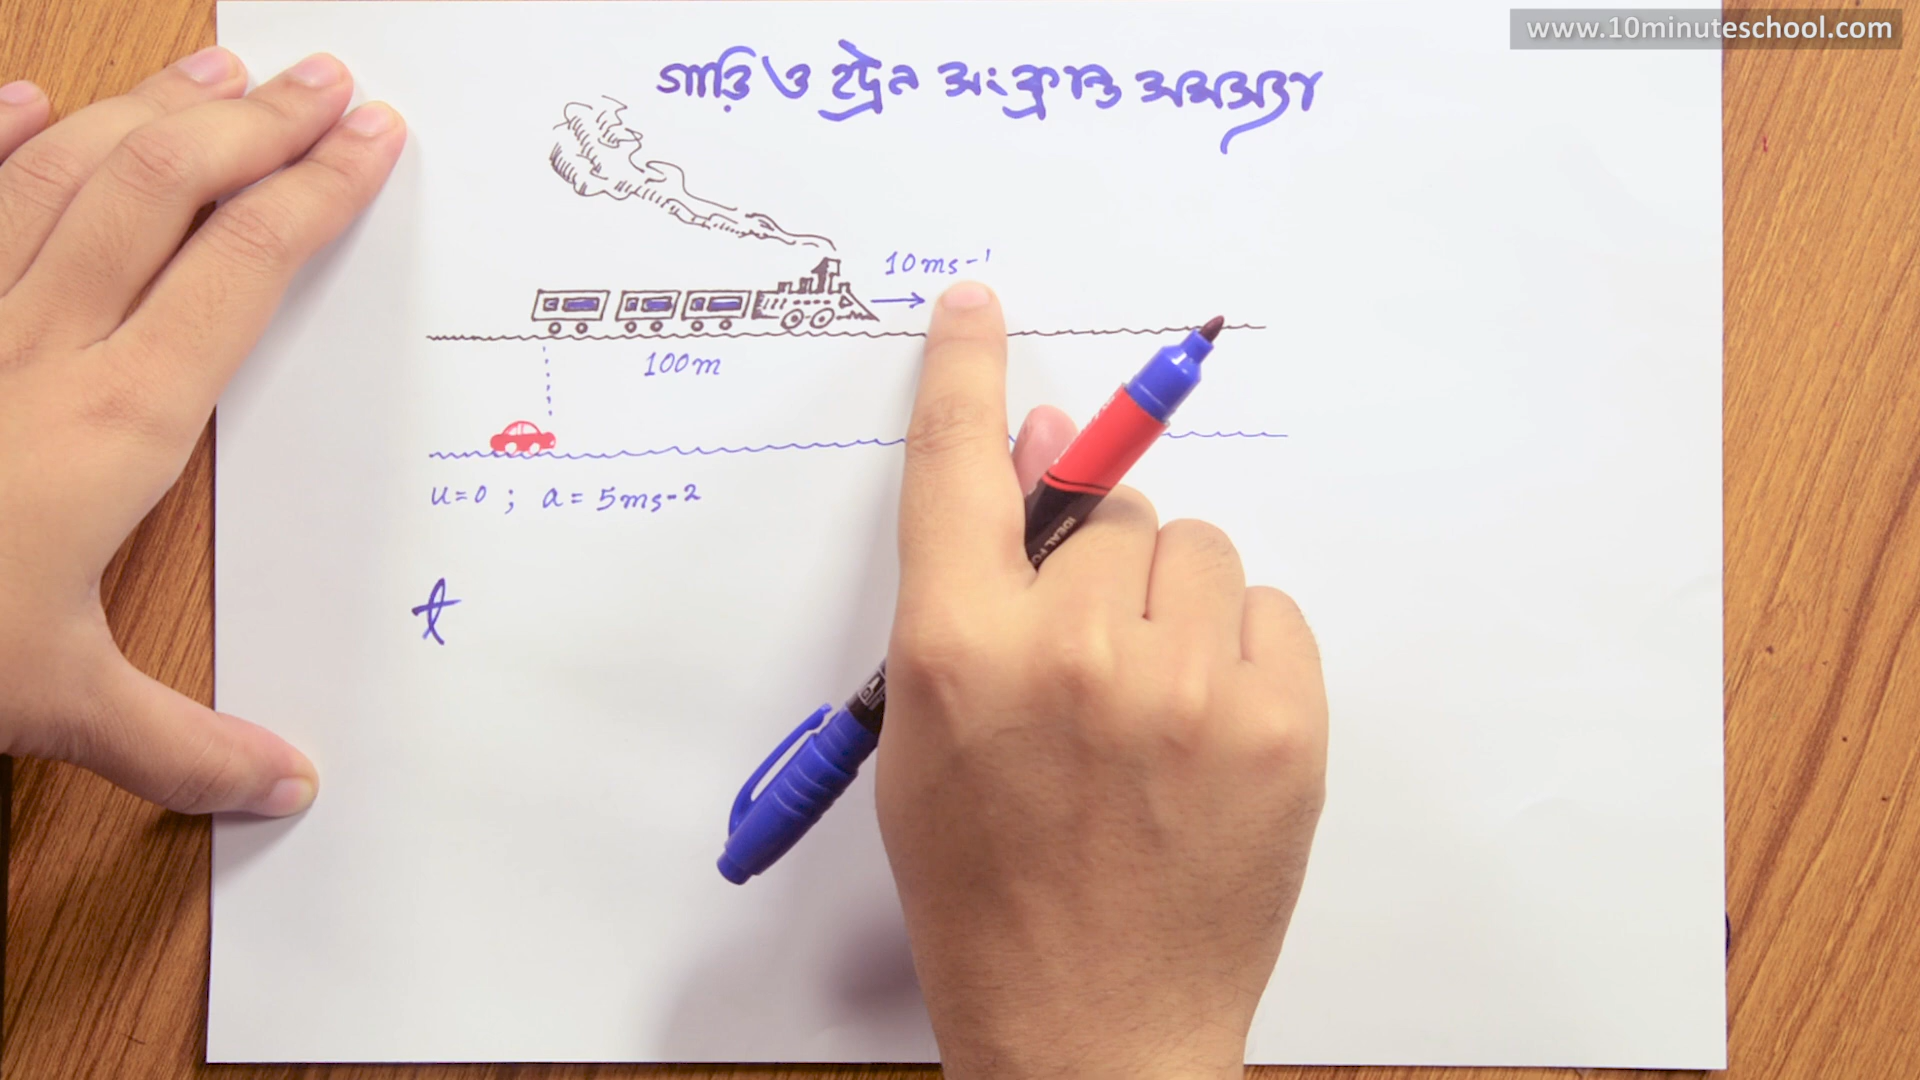 www.10minuteschool.com
গাড়ি ও ট্রেন সংক্রান্ত সমস্যা
10ms-1
100m
u=0 ; a = 5ms-2
t